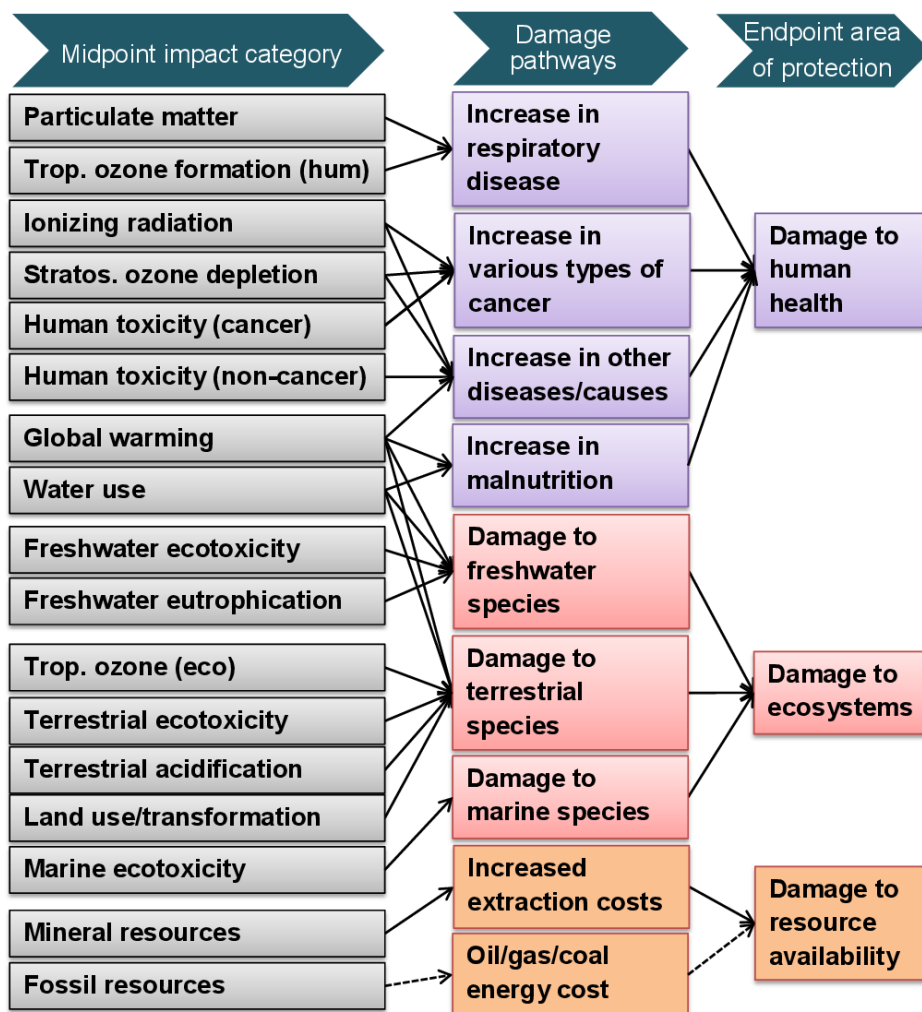 Midpoint impact category
Damage
pathways
Endpoint area
of protection
Particulate matter
Trop. ozone formation (hum)
Ionizing radiation
Stratos. ozone depletion
Human toxicity (cancer)
Human toxicity (non-cancer)
Global warming
Water use
Freshwater ecotoxicity
Freshwater eutrophication
Trop. ozone (eco)
Terrestrial ecotoxicity
Terrestrial acidification
Land use/transformation
Marine ecotoxicity
Mineral resources
Fossil resources
Increase in
respiratory
disease
Increase in
various types of
cancer
Increase in other
diseases/causes
Increase in
malnutrition
Damage to
freshwater
species
Damage to
terrestrial
species
Damage to
marine species
Increased
extraction costs
Oil/gas/coal
energy cost
Damage to
human
health
Damage to
ecosystems
Damage to
resource
availability